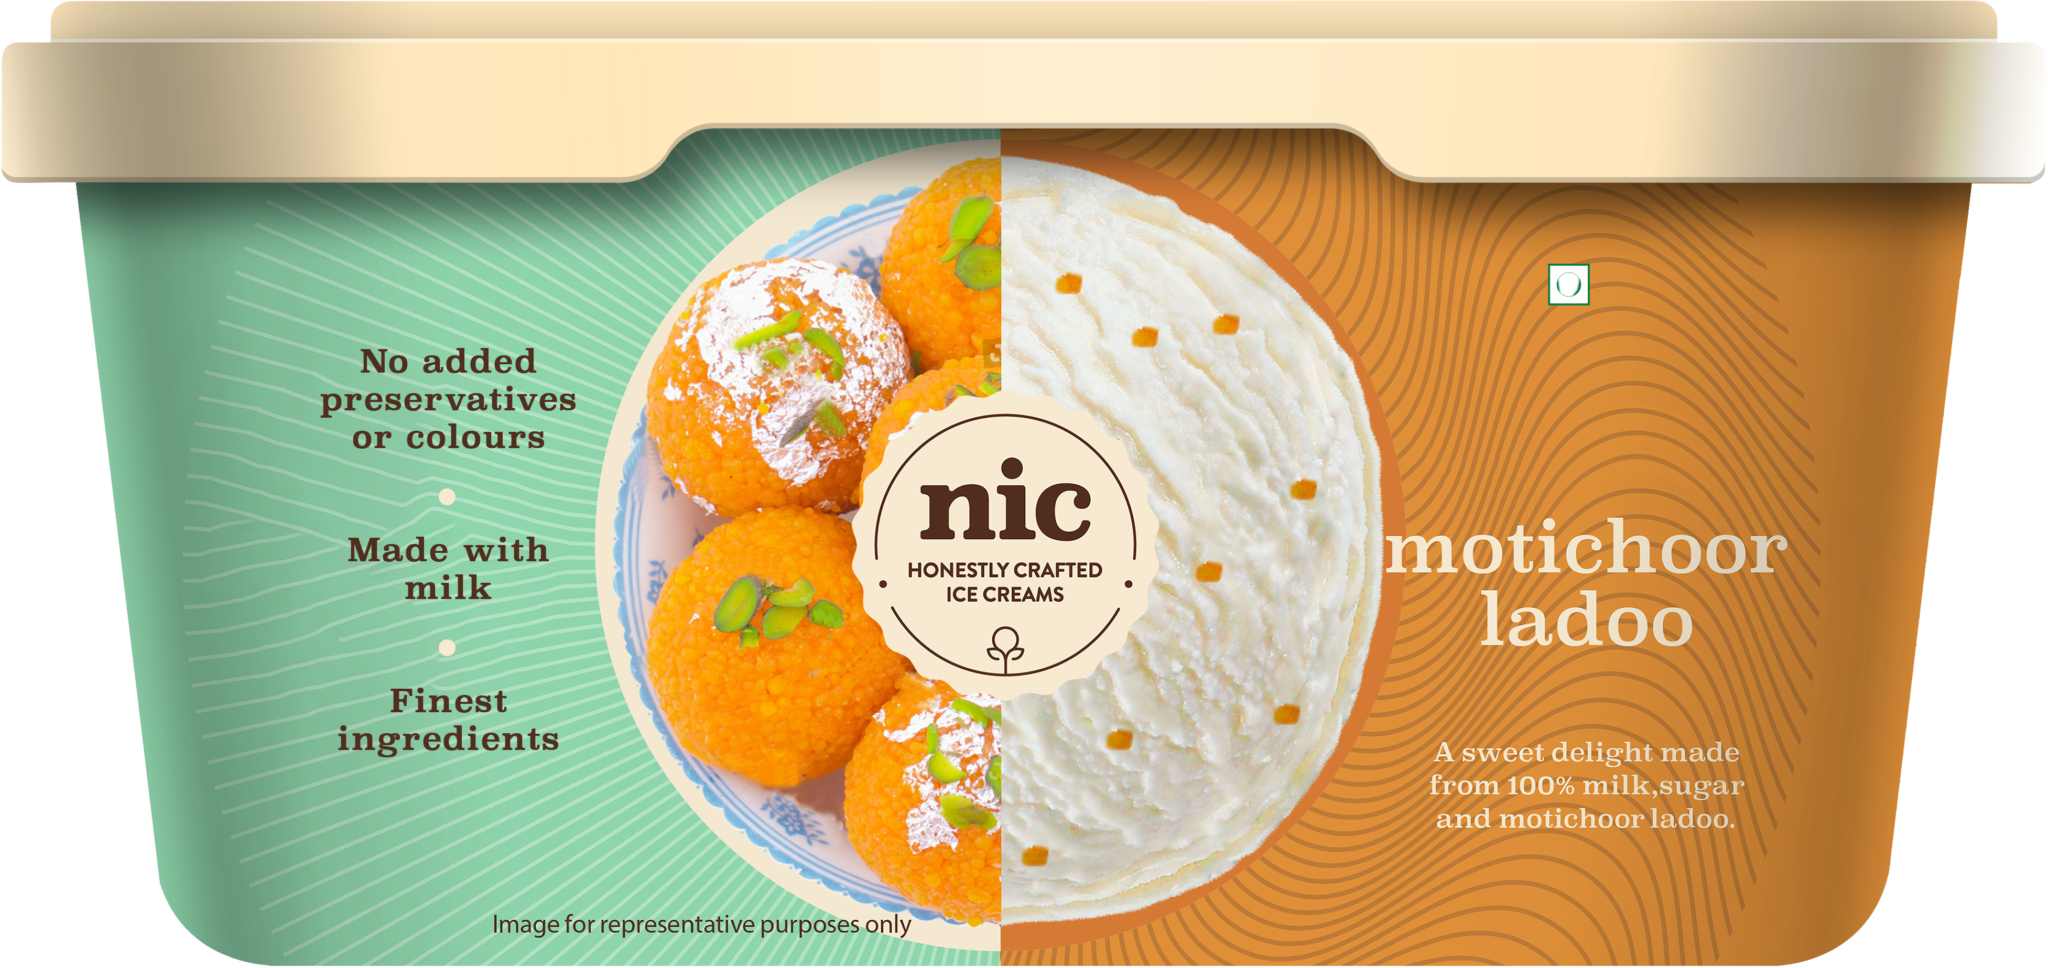 No added
preservatives
or colours
Made with
milk
Finest
ingredients
nic
HONESTLY CRAFTED
ICE CREAMS
motichoor
ladoo
A sweet delight made
from 100% milk,sugar
and motichoor ladoo.
Image for representative purposes only